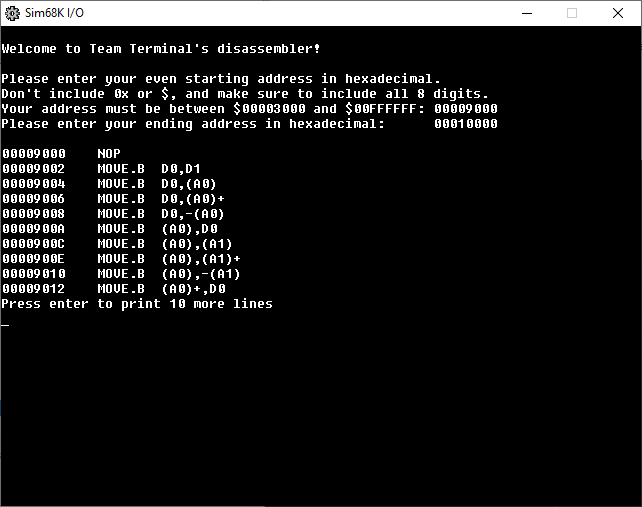 Sim68K I/O
Welcome to Team Terminal's disassembler!
Please enter your even starting address in hexadecimal.
Don't include 0x or $, and make sure to include all 8 digits.
Your address must be between $00003000 and $00FFFFFF: 00009000
Please enter your ending address in hexadecimal:      00010000
00009000    NOP
00009002    MOVE.B  D0,D1
00009004    MOVE.B  D0,(A0)
00009006    MOVE.B  D0,(A0)+
00009008    MOVE.B  D0,-(A0)
0000900A    MOVE.B  (A0),D0
0000900C    MOVE.B  (A0),(A1)
0000900E    MOVE.B  (A0),(A1)+
00009010    MOVE.B  (A0),-(A1)
00009012    MOVE.B  (A0)+,D0
Press enter to print 10 more lines